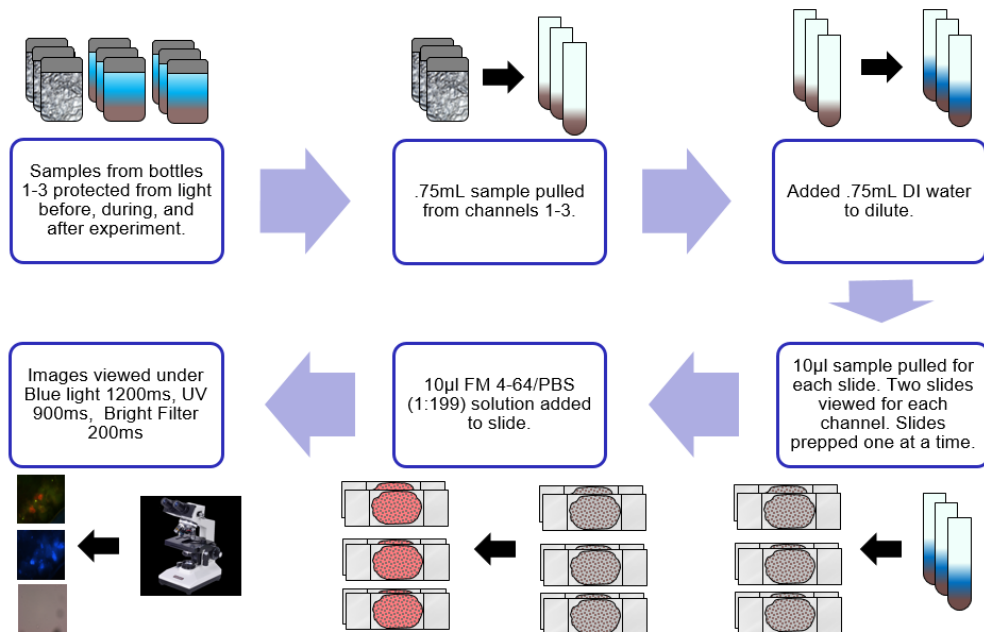 Samples from bottles
1-3 protected from light
before, during, and
after experiment.
.75mL sample pulled
from channels 1-3.
Added .75mL DI water
to dilute.
10µl sample pulled for
each slide. Two slides
viewed for each
channel. Slides
prepped one at a time.
10µl FM 4-64/PBS
(1:199) solution added
to slide.
Images viewed under
Blue light 1200ms, UV
900ms, Bright Filter
200ms